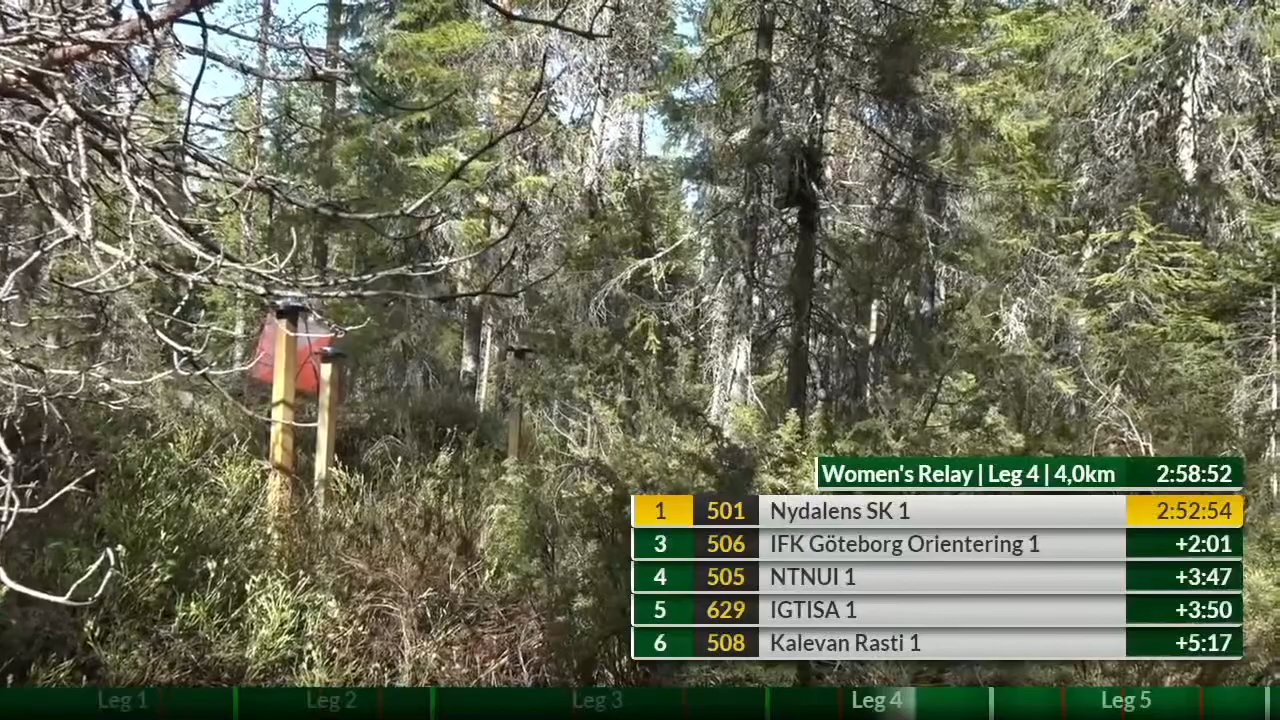 Women's Relay | Leg 4 | 4,0km 2:58:52
1 501 Nydalens SK 1 2:52:54
3 506 IFK Göteborg Orientering 1 +2:01
4 505 NTNUI 1 +3:47
5 629 IGTISA 1 +3:50
6 508 Kalevan Rasti 1 +5:17
Leg 1 Leg 2 Leg 3 Leg 4 Leg 5